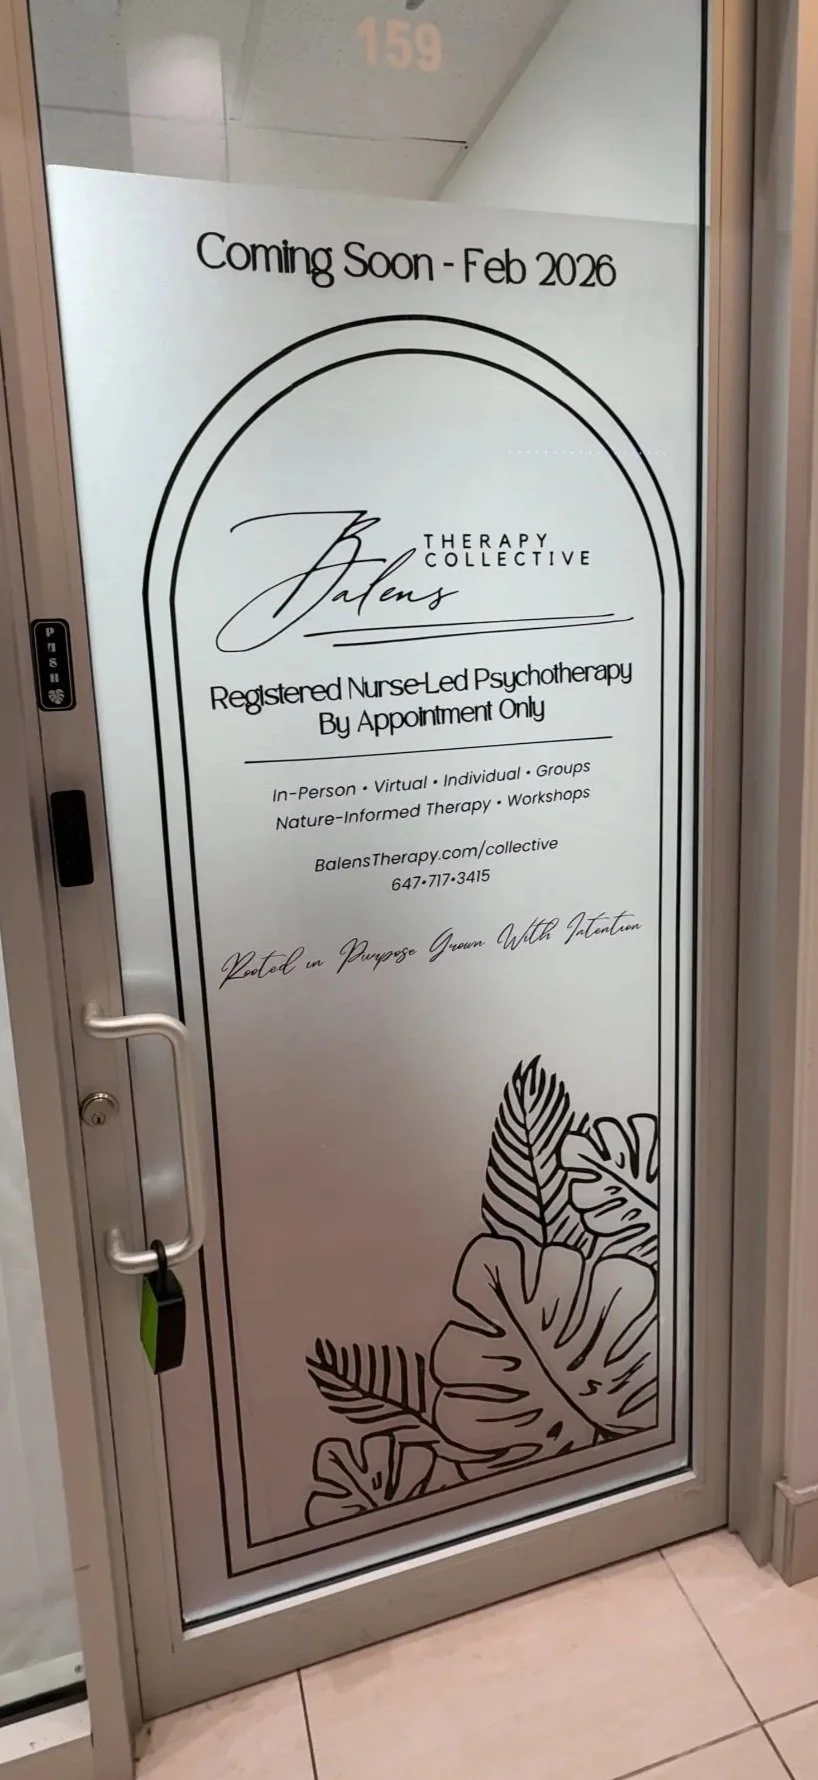 159
Coming Soon - Feb 2026
Balens THERAPY
COLLECTIVE
Registered Nurse-Led Psychotherapy
By Appointment Only
In-Person • Virtual • Individual • Groups
Nature-Informed Therapy • Workshops
BalensTherapy.com/collective
647•717•3415
Rooted in Purpose Grown With Intention
PUSH